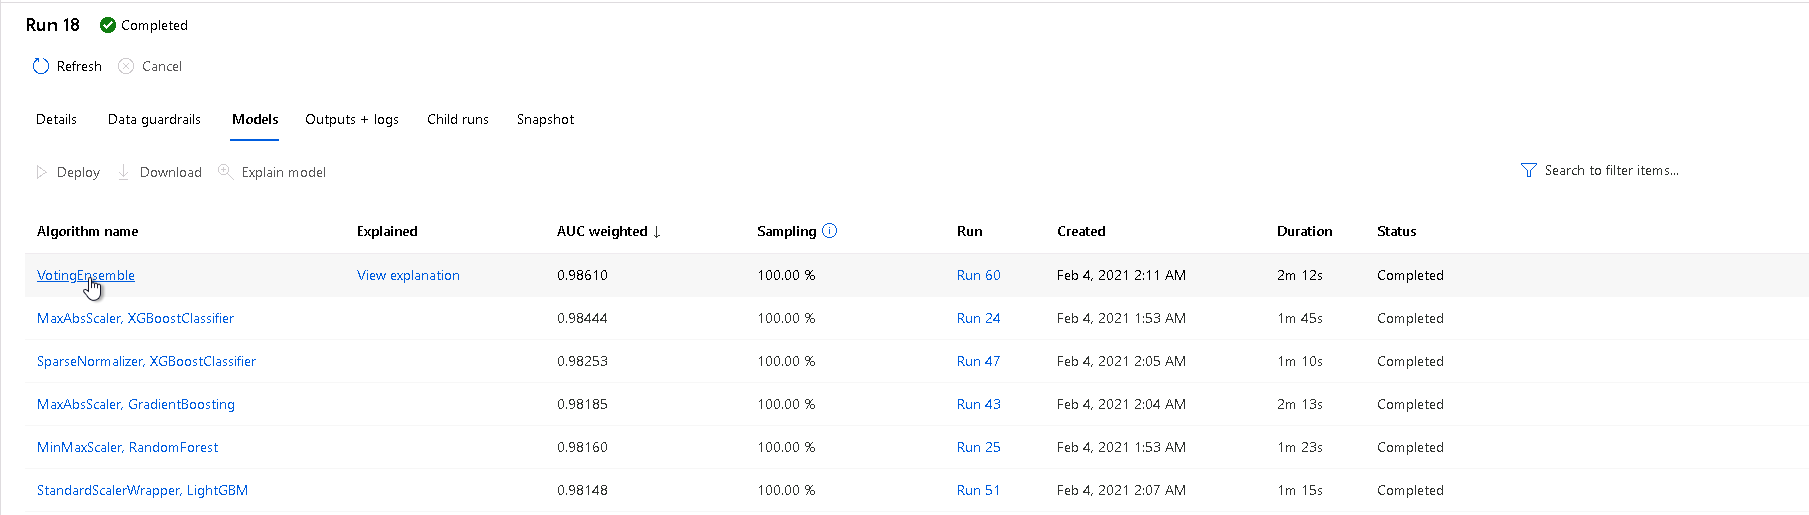 Run 18 Completed
Refresh Cancel
Details Data guardrails Models Outputs + logs Child runs Snapshot
Deploy Download Explain model Search to filter items...
Algorithm name Explained AUC weighted ↓ Sampling Run Created Duration Status
VotingEnsemble View explanation 0.98610 100.00 % Run 60 Feb 4, 2021 2:11 AM 2m 12s Completed
MaxAbsScaler, XGBoostClassifier 0.98444 100.00 % Run 24 Feb 4, 2021 1:53 AM 1m 45s Completed
SparseNormalizer, XGBoostClassifier 0.98253 100.00 % Run 47 Feb 4, 2021 2:05 AM 1m 10s Completed
MaxAbsScaler, GradientBoosting 0.98185 100.00 % Run 43 Feb 4, 2021 2:04 AM 2m 13s Completed
MinMaxScaler, RandomForest 0.98160 100.00 % Run 25 Feb 4, 2021 1:53 AM 1m 23s Completed
StandardScalerWrapper, LightGBM 0.98148 100.00 % Run 51 Feb 4, 2021 2:07 AM 1m 15s Completed